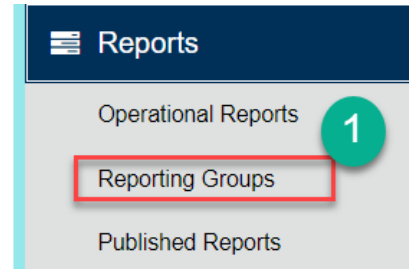 Reports
Operational Reports
1
Reporting Groups
Published Reports